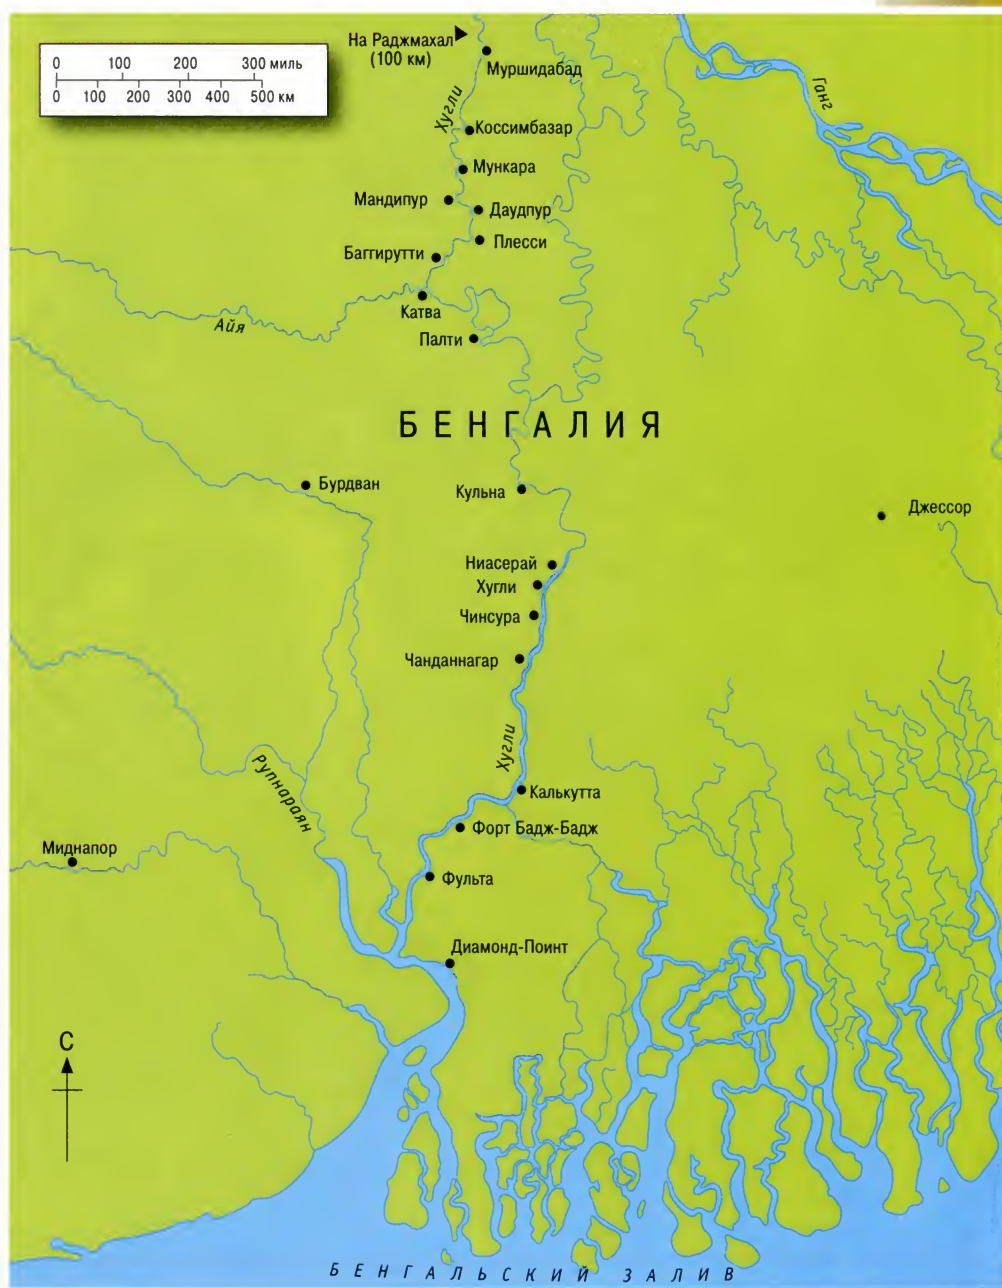 0 100 200 300 миль
0 100 200 300 400 500 км
На Раджмахал
(100 км)
Муршидабад
Ганг
Хугли
Коссимбазар
Мункара
Мандипур
Даудпур
Плесси
Баггирутти
Катва
Айя
Палти
БЕНГАЛИЯ
Бурдван
Кульна
Джессор
Ниасерай
Хугли
Чинсура
Чанданнагар
Хугли
Рупнараян
Калькутта
Форт Бадж-Бадж
Миднапор
Фульта
Диамонд-Поинт
С
БЕНГАЛЬСКИЙ ЗАЛИВ